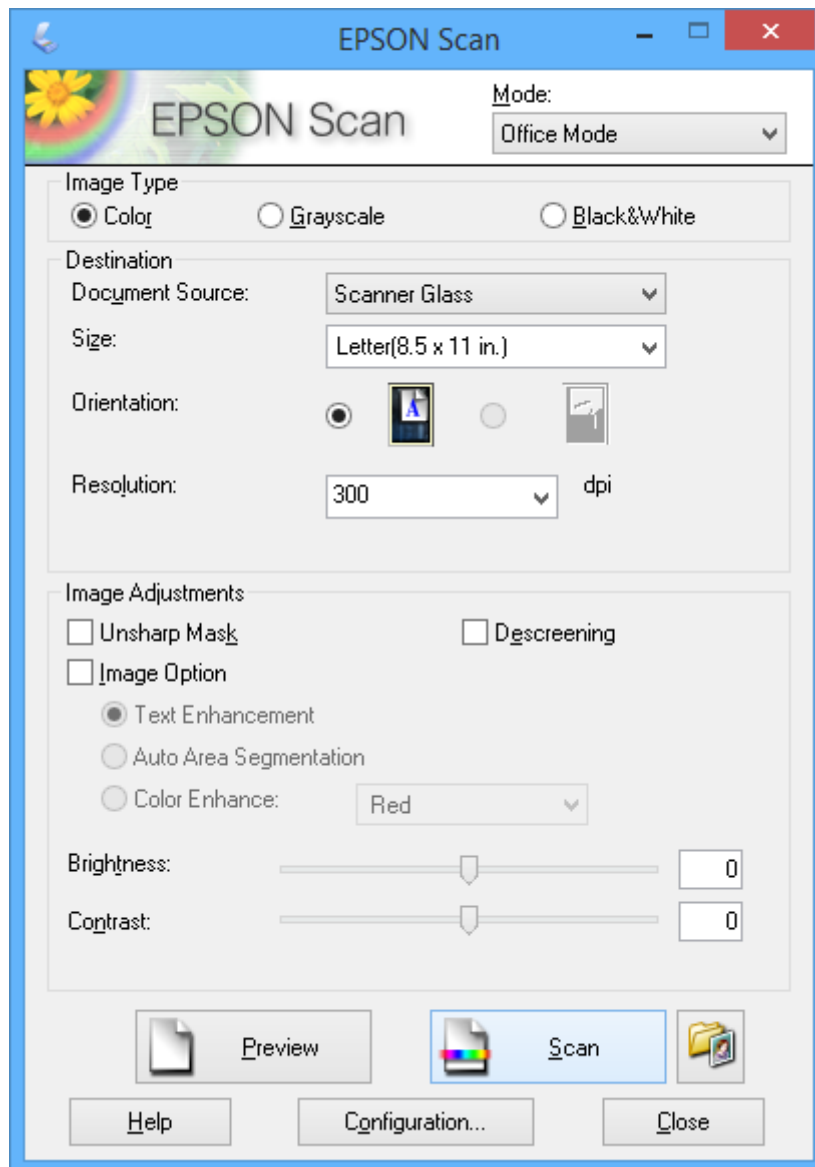 EPSON Scan
EPSON Scan
Mode:
Office Mode
Image Type
Color Grayscale Black&White
Destination
Document Source: Scanner Glass
Size: Letter(8.5 x 11 in.)
Orientation: A
Resolution: 300 dpi
Image Adjustments
Unsharp Mask Descreening
Image Option
Text Enhancement
Auto Area Segmentation
Color Enhance: Red
Brightness: 0
Contrast: 0
Preview Scan
Help Configuration... Close